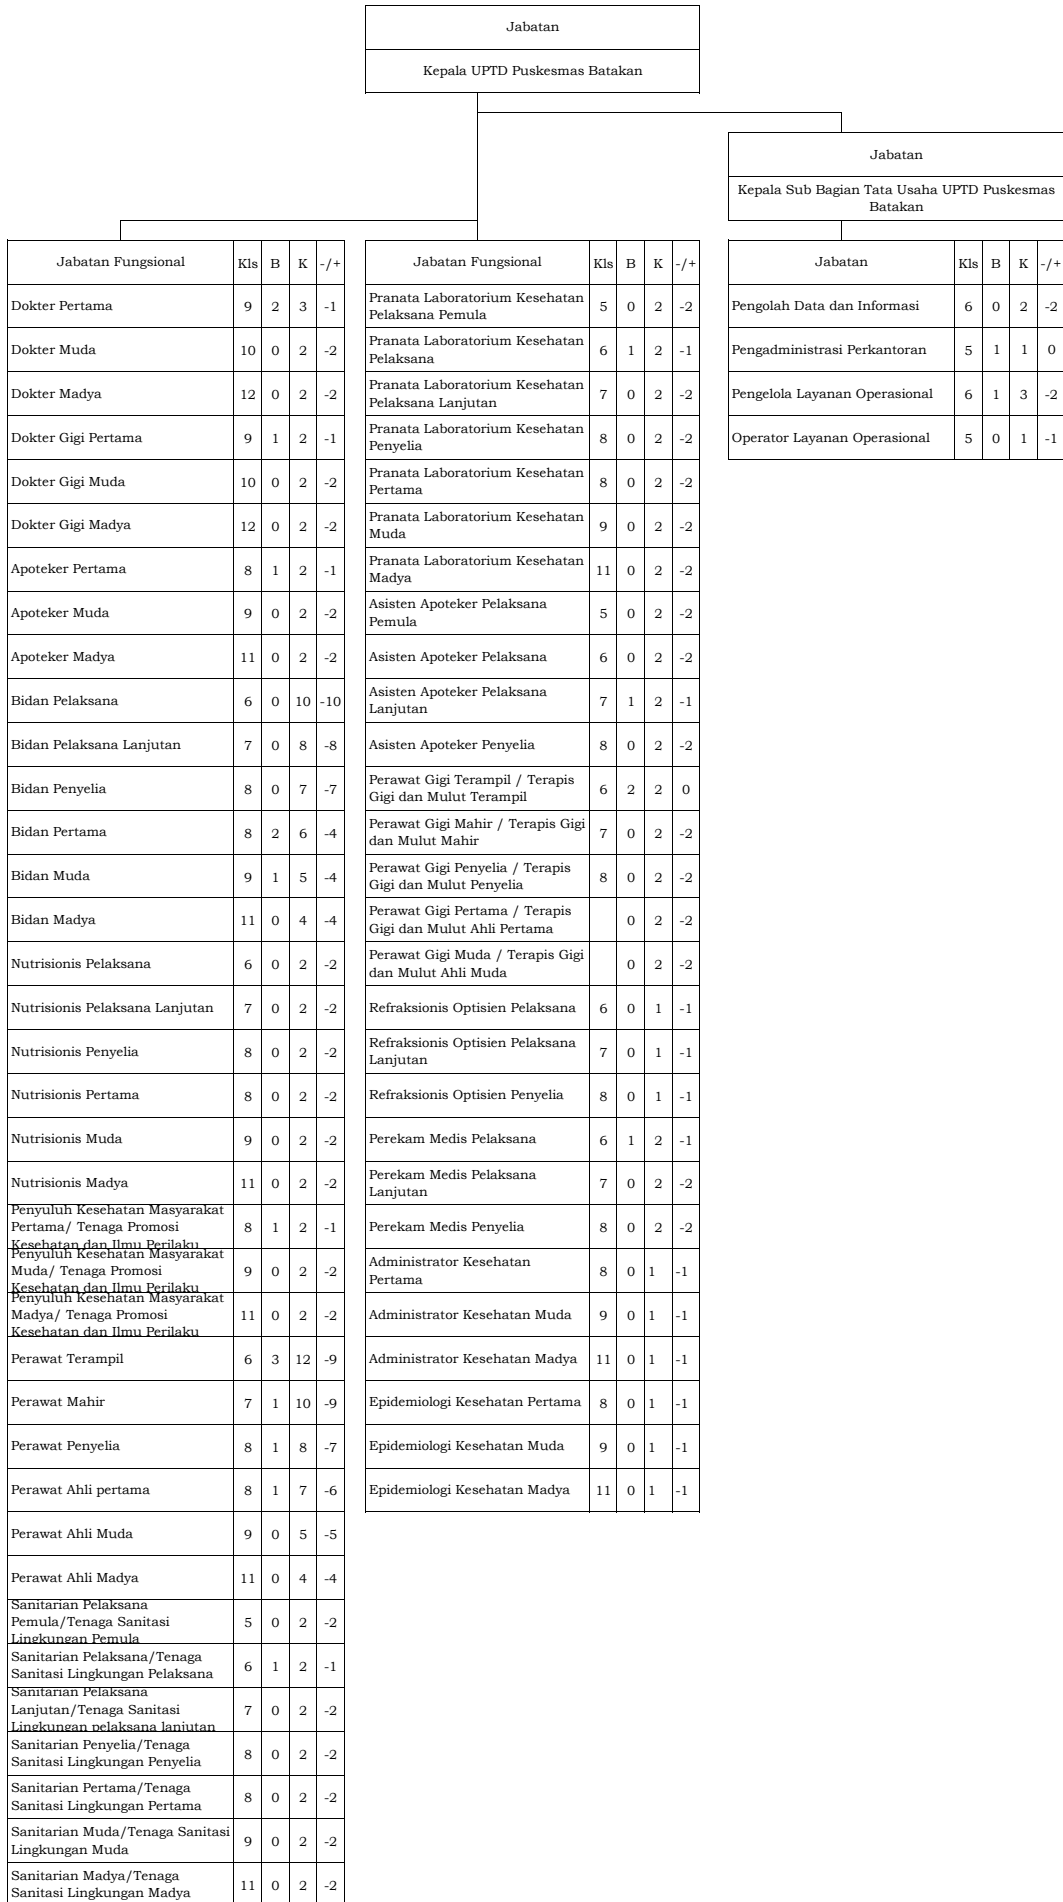 Jabatan
Kepala UPTD Puskesmas Batakan
Jabatan
Kepala Sub Bagian Tata Usaha UPTD Puskesmas
Batakan
Jabatan Fungsional Kls B K -/+
Dokter Pertama 9 2 3 -1
Dokter Muda 10 0 2 -2
Dokter Madya 12 0 2 -2
Dokter Gigi Pertama 9 1 2 -1
Dokter Gigi Muda 10 0 2 -2
Dokter Gigi Madya 12 0 2 -2
Apoteker Pertama 8 1 2 -1
Apoteker Muda 9 0 2 -2
Apoteker Madya 11 0 2 -2
Bidan Pelaksana 6 0 10 -10
Bidan Pelaksana Lanjutan 7 0 8 -8
Bidan Penyelia 8 0 7 -7
Bidan Pertama 8 2 6 -4
Bidan Muda 9 1 5 -4
Bidan Madya 11 0 4 -4
Nutrisionis Pelaksana 6 0 2 -2
Nutrisionis Pelaksana Lanjutan 7 0 2 -2
Nutrisionis Penyelia 8 0 2 -2
Nutrisionis Pertama 8 0 2 -2
Nutrisionis Muda 9 0 2 -2
Nutrisionis Madya 11 0 2 -2
Penyuluh Kesehatan Masyarakat
Pertama/ Tenaga Promosi 8 1 2 -1
Kesehatan dan Ilmu Perilaku
Penyuluh Kesehatan Masyarakat
Muda/ Tenaga Promosi 9 0 2 -2
Kesehatan dan Ilmu Perilaku
Penyuluh Kesehatan Masyarakat
Madya/ Tenaga Promosi 11 0 2 -2
Kesehatan dan Ilmu Perilaku
Perawat Terampil 6 3 12 -9
Perawat Mahir 7 1 10 -9
Perawat Penyelia 8 1 8 -7
Perawat Ahli pertama 8 1 7 -6
Perawat Ahli Muda 9 0 5 -5
Perawat Ahli Madya 11 0 4 -4
Sanitarian Pelaksana
Pemula/Tenaga Sanitasi 5 0 2 -2
Lingkungan Pemula
Sanitarian Pelaksana/Tenaga
Sanitasi Lingkungan Pelaksana 6 1 2 -1
Sanitarian Pelaksana
Lanjutan/Tenaga Sanitasi 7 0 2 -2
Lingkungan pelaksana lanjutan
Sanitarian Penyelia/Tenaga
Sanitasi Lingkungan Penyelia 8 0 2 -2
Sanitarian Pertama/Tenaga
Sanitasi Lingkungan Pertama 8 0 2 -2
Sanitarian Muda/Tenaga Sanitasi
Lingkungan Muda 9 0 2 -2
Sanitarian Madya/Tenaga
Sanitasi Lingkungan Madya 11 0 2 -2
Jabatan Fungsional Kls B K -/+
Pranata Laboratorium Kesehatan
Pelaksana Pemula 5 0 2 -2
Pranata Laboratorium Kesehatan
Pelaksana 6 1 2 -1
Pranata Laboratorium Kesehatan
Pelaksana Lanjutan 7 0 2 -2
Pranata Laboratorium Kesehatan
Penyelia 8 0 2 -2
Pranata Laboratorium Kesehatan
Pertama 8 0 2 -2
Pranata Laboratorium Kesehatan
Muda 9 0 2 -2
Pranata Laboratorium Kesehatan
Madya 11 0 2 -2
Asisten Apoteker Pelaksana
Pemula 5 0 2 -2
Asisten Apoteker Pelaksana 6 0 2 -2
Asisten Apoteker Pelaksana
Lanjutan 7 1 2 -1
Asisten Apoteker Penyelia 8 0 2 -2
Perawat Gigi Terampil / Terapis
Gigi dan Mulut Terampil 6 2 2 0
Perawat Gigi Mahir / Terapis Gigi
dan Mulut Mahir 7 0 2 -2
Perawat Gigi Penyelia / Terapis
Gigi dan Mulut Penyelia 8 0 2 -2
Perawat Gigi Pertama / Terapis
Gigi dan Mulut Ahli Pertama 0 2 -2
Perawat Gigi Muda / Terapis Gigi
dan Mulut Ahli Muda 0 2 -2
Refraksionis Optisien Pelaksana 6 0 1 -1
Refraksionis Optisien Pelaksana
Lanjutan 7 0 1 -1
Refraksionis Optisien Penyelia 8 0 1 -1
Perekam Medis Pelaksana 6 1 2 -1
Perekam Medis Pelaksana
Lanjutan 7 0 2 -2
Perekam Medis Penyelia 8 0 2 -2
Administrator Kesehatan
Pertama 8 0 1 -1
Administrator Kesehatan Muda 9 0 1 -1
Administrator Kesehatan Madya 11 0 1 -1
Epidemiologi Kesehatan Pertama 8 0 1 -1
Epidemiologi Kesehatan Muda 9 0 1 -1
Epidemiologi Kesehatan Madya 11 0 1 -1
Jabatan Kls B K -/+
Pengolah Data dan Informasi 6 0 2 -2
Pengadministrasi Perkantoran 5 1 1 0
Pengelola Layanan Operasional 6 1 3 -2
Operator Layanan Operasional 5 0 1 -1